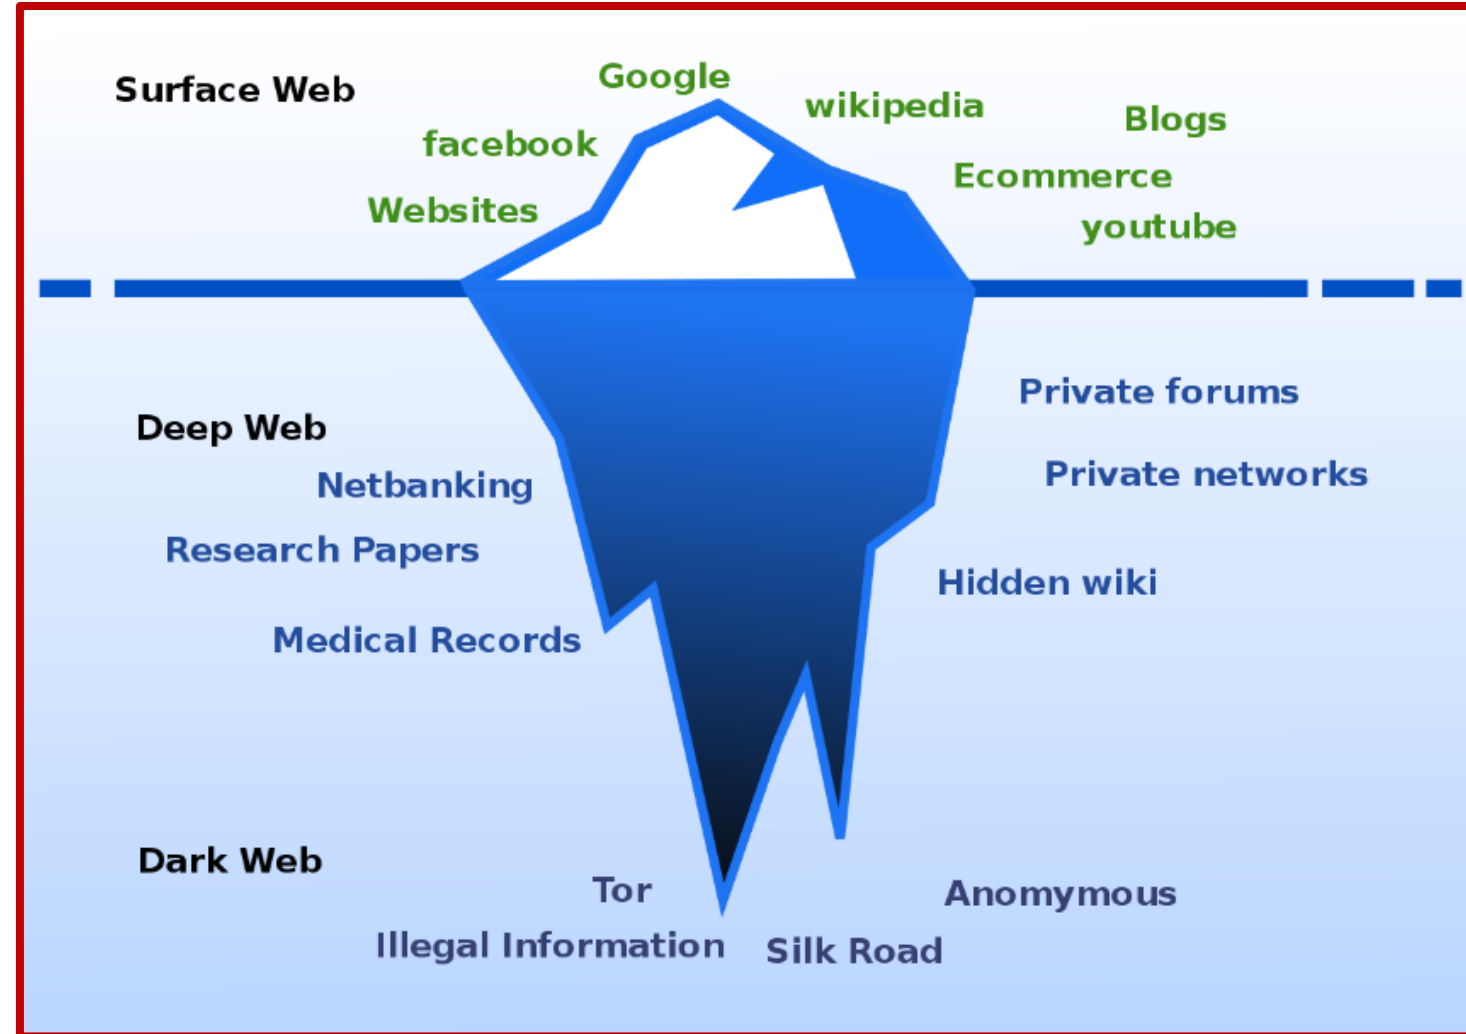 Surface Web
Google
wikipedia
Blogs
facebook
Ecommerce
Websites
youtube
Deep Web
Private forums
Netbanking
Private networks
Research Papers
Hidden wiki
Medical Records
Dark Web
Tor
Anomymous
Illegal Information
Silk Road